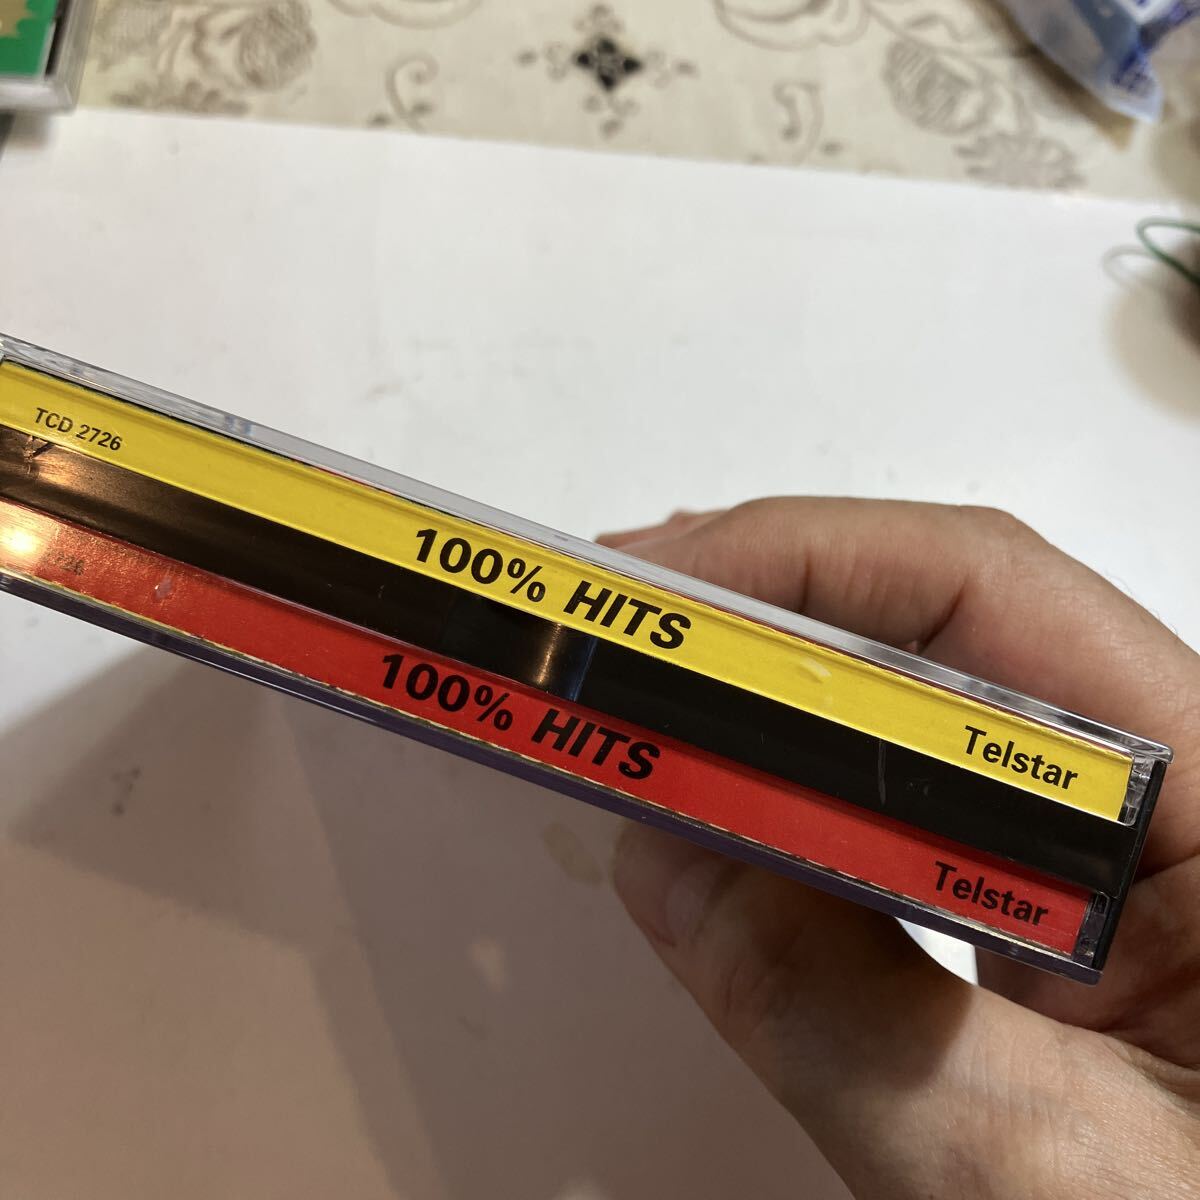 TCD 2726
100% HITS
Telstar
100% HITS
Telstar